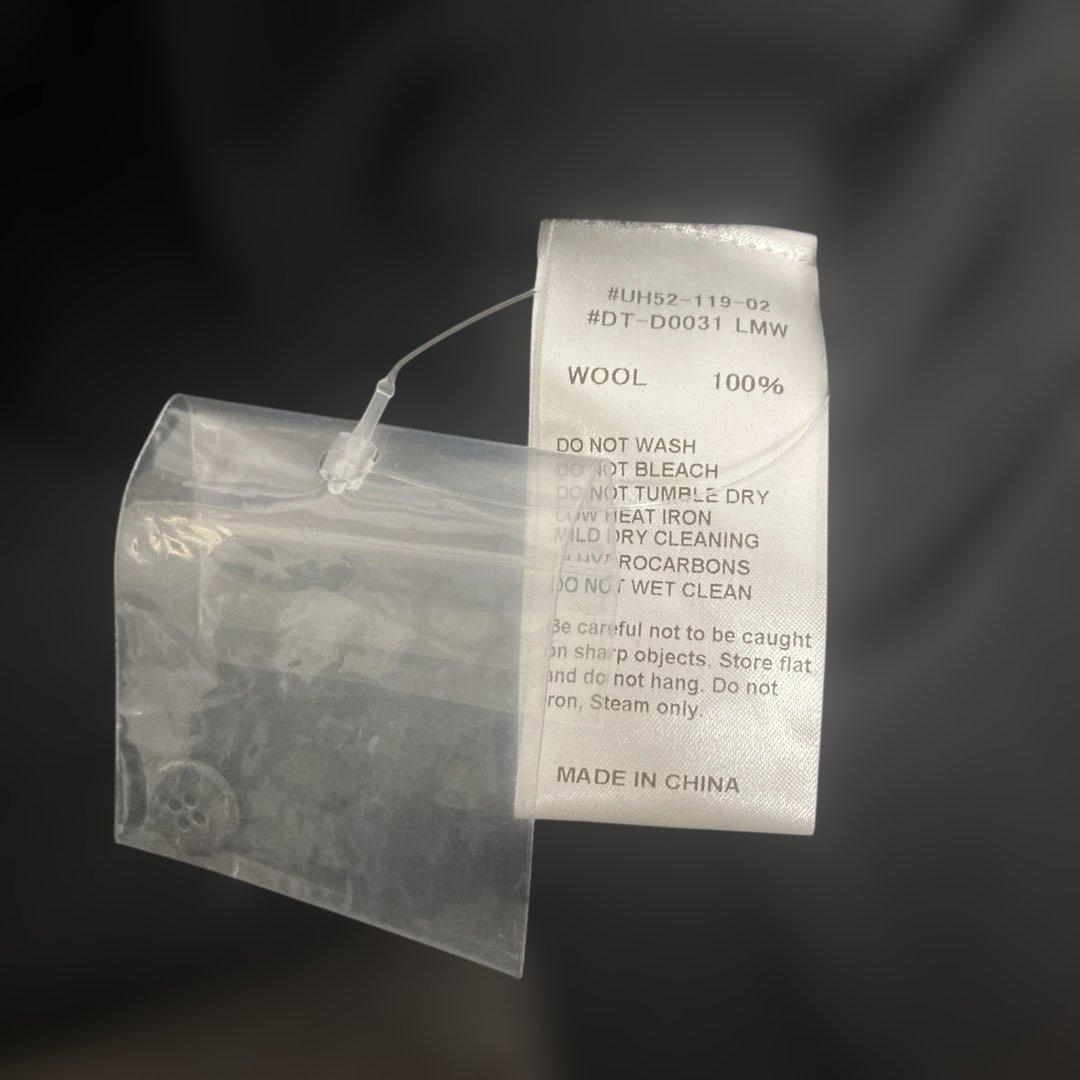 #UH52-119-02
#DT-D0031 LMW
WOOL 100%
DO NOT WASH
DO NOT BLEACH
DO NOT TUMBLE DRY
LOW HEAT IRON
MILD DRY CLEANING
HYDROCARBONS
DO NOT WET CLEAN
Be careful not to be caught
on sharp objects. Store flat
and do not hang. Do not
iron, Steam only.
MADE IN CHINA